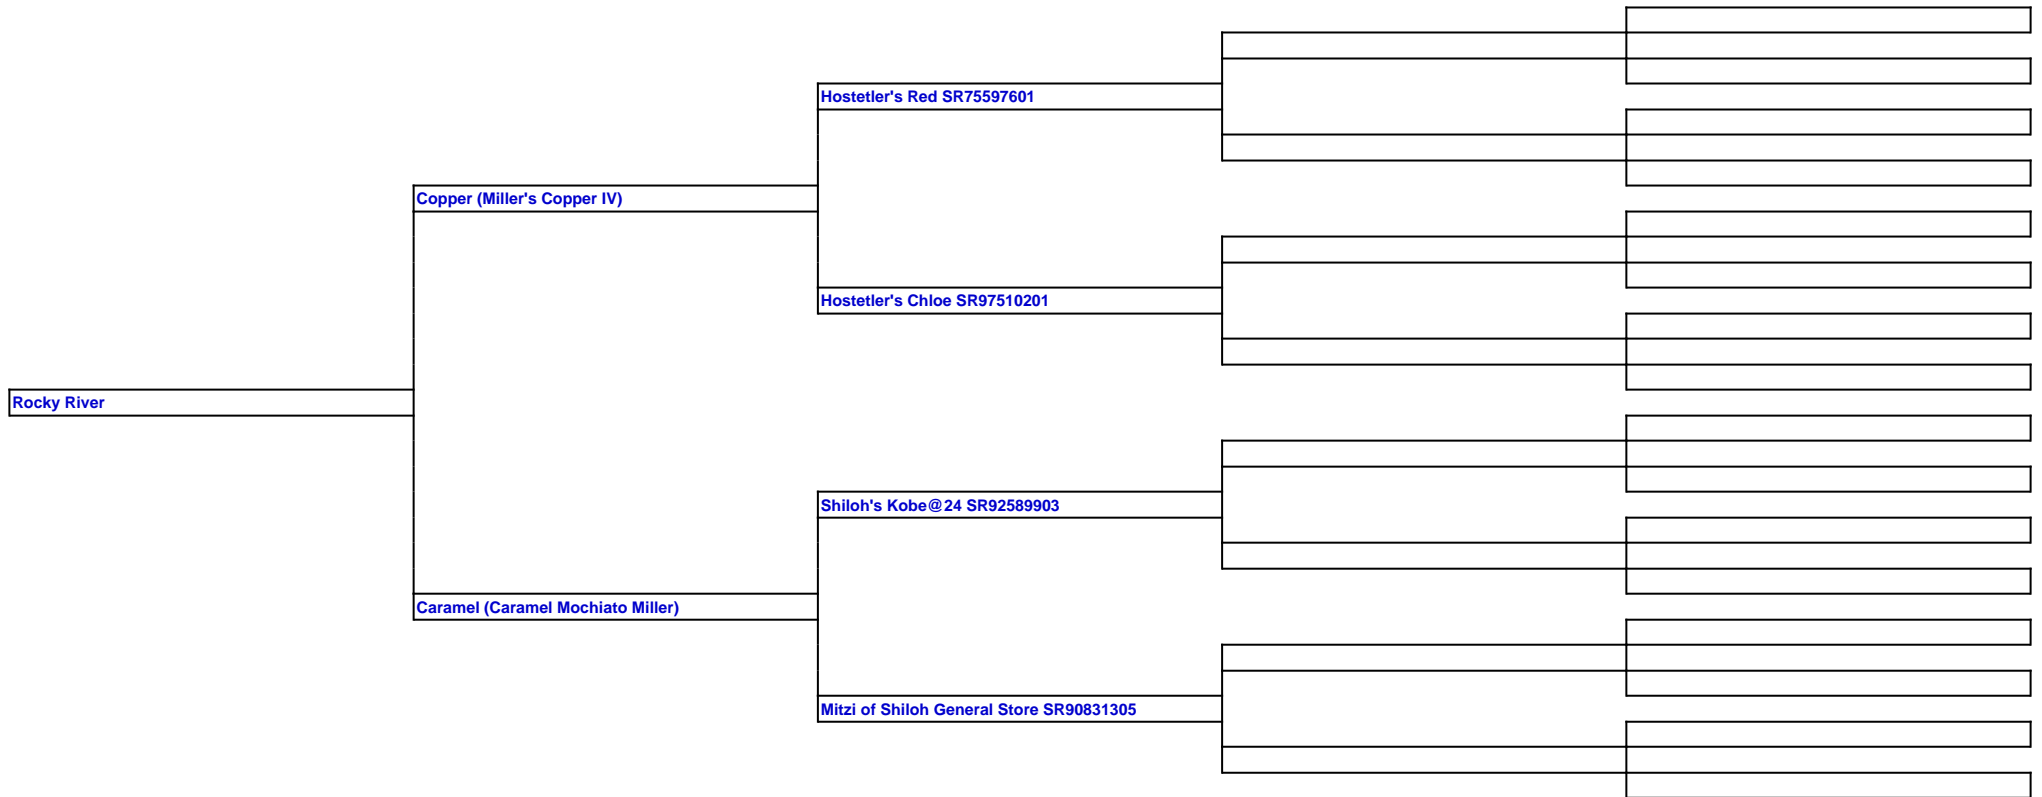 Hostetler's Red SR75597601
Copper (Miller's Copper IV)
Hostetler's Chloe SR97510201
Rocky River
Shiloh's Kobe@24 SR92589903
Caramel (Caramel Mochiato Miller)
Mitzi of Shiloh General Store SR90831305